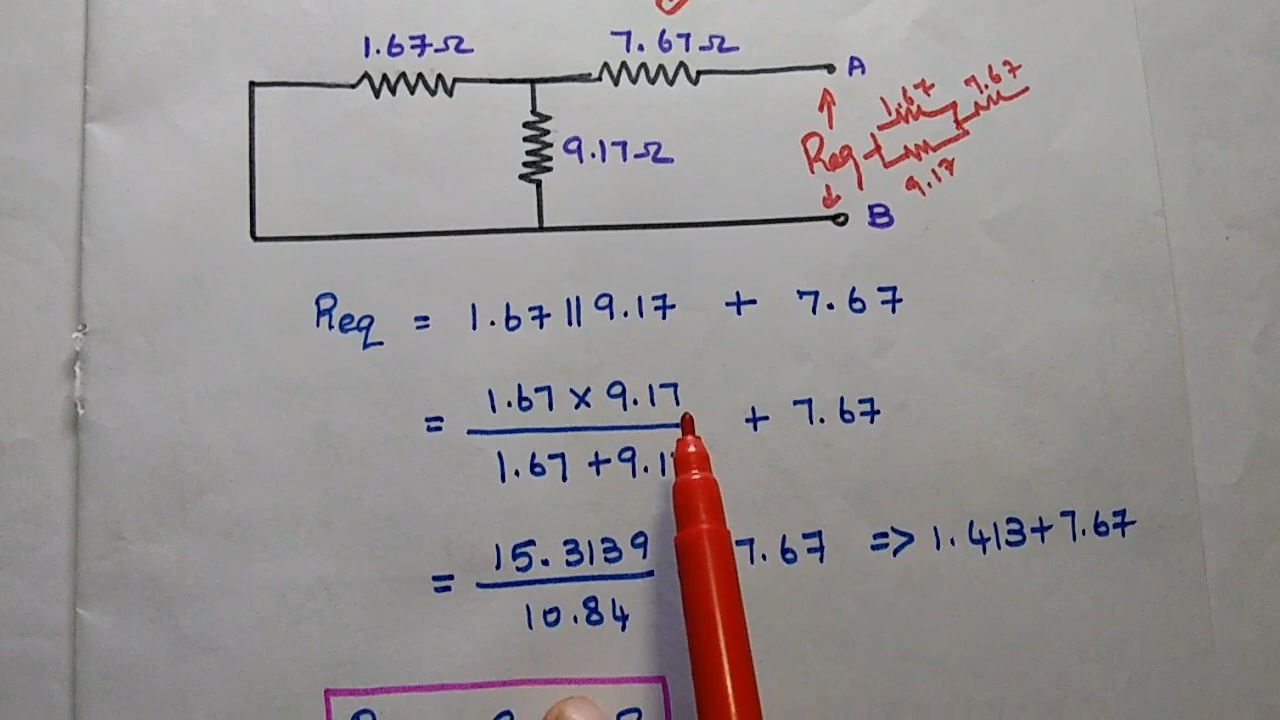 1.67Ω 7.67Ω
A
1.67 7.67
9.17Ω Req
9.17
B
Req = 1.67 || 9.17 + 7.67
= 1.67 × 9.17 + 7.67
1.67 + 9.1
= 15.3139 7.67 => 1.413 + 7.67
10.84